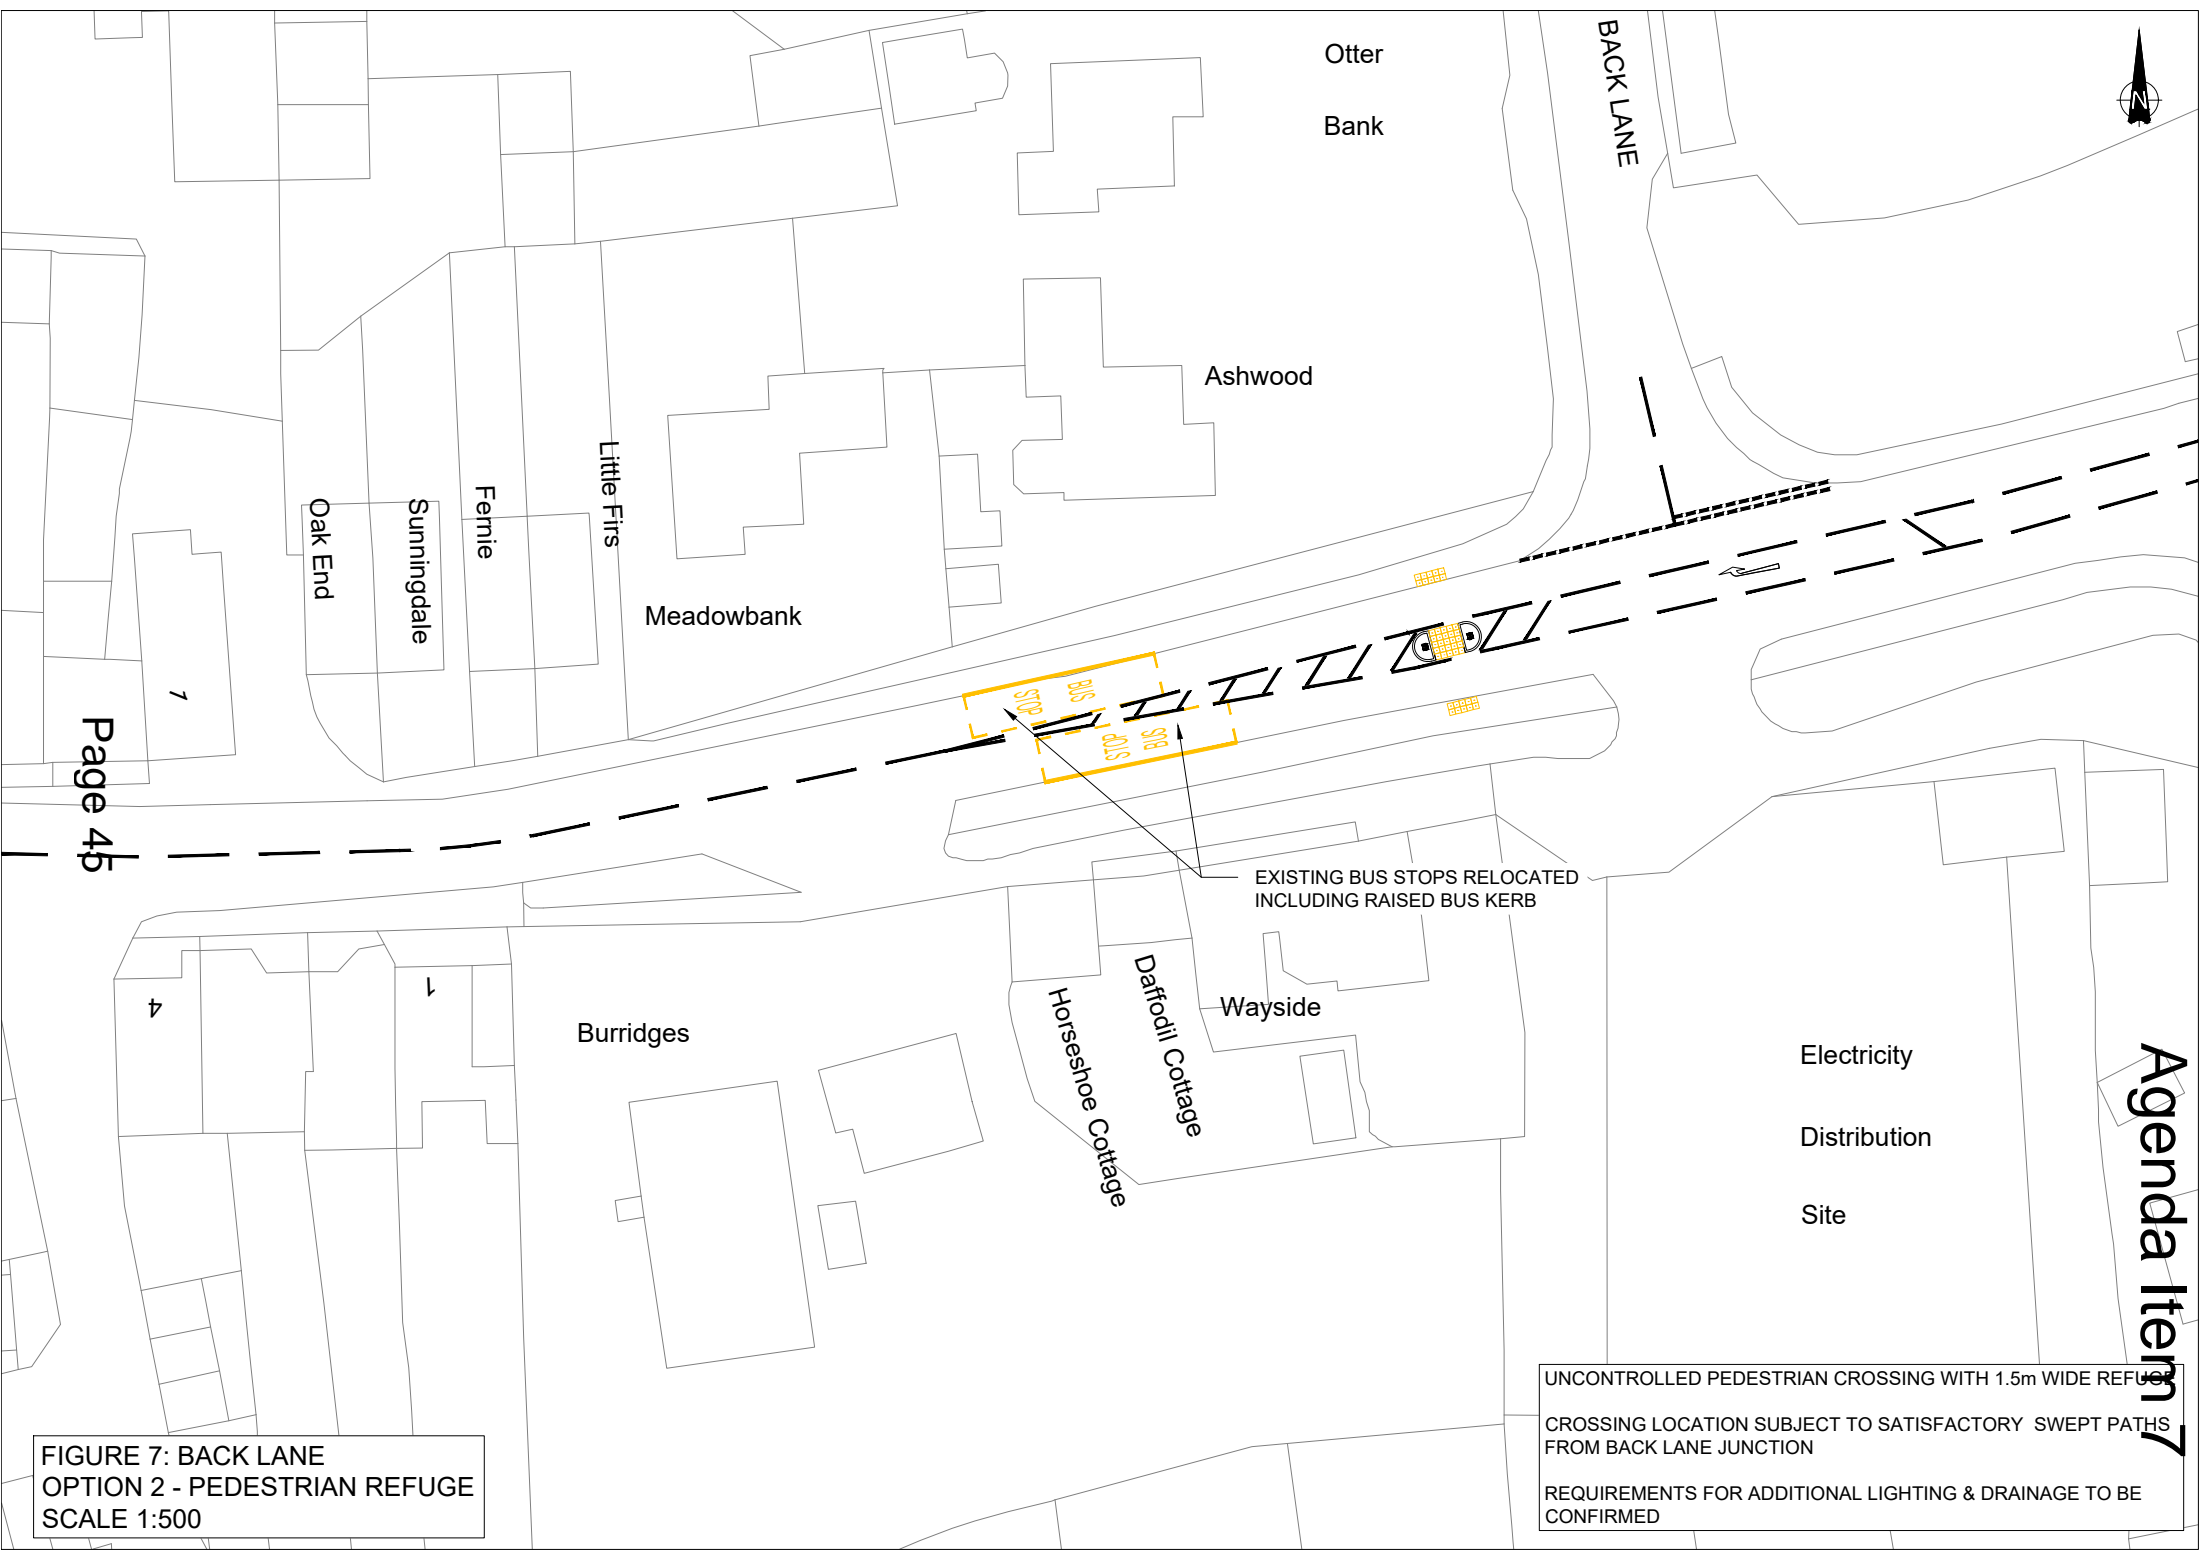 Otter
Bank
BACK LANE
N
Ashwood
Little Firs
Fernie
Sunningdale
Oak End
Meadowbank
7
Page 45
BUS
STOP
BUS
STOP
EXISTING BUS STOPS RELOCATED
INCLUDING RAISED BUS KERB
4
1
Burridges
Horseshoe Cottage
Daffodil Cottage
Wayside
Electricity
Distribution
Site
Agenda Item 7
UNCONTROLLED PEDESTRIAN CROSSING WITH 1.5m WIDE REFUGE
CROSSING LOCATION SUBJECT TO SATISFACTORY SWEPT PATHS
FROM BACK LANE JUNCTION
REQUIREMENTS FOR ADDITIONAL LIGHTING & DRAINAGE TO BE
CONFIRMED
FIGURE 7: BACK LANE
OPTION 2 - PEDESTRIAN REFUGE
SCALE 1:500